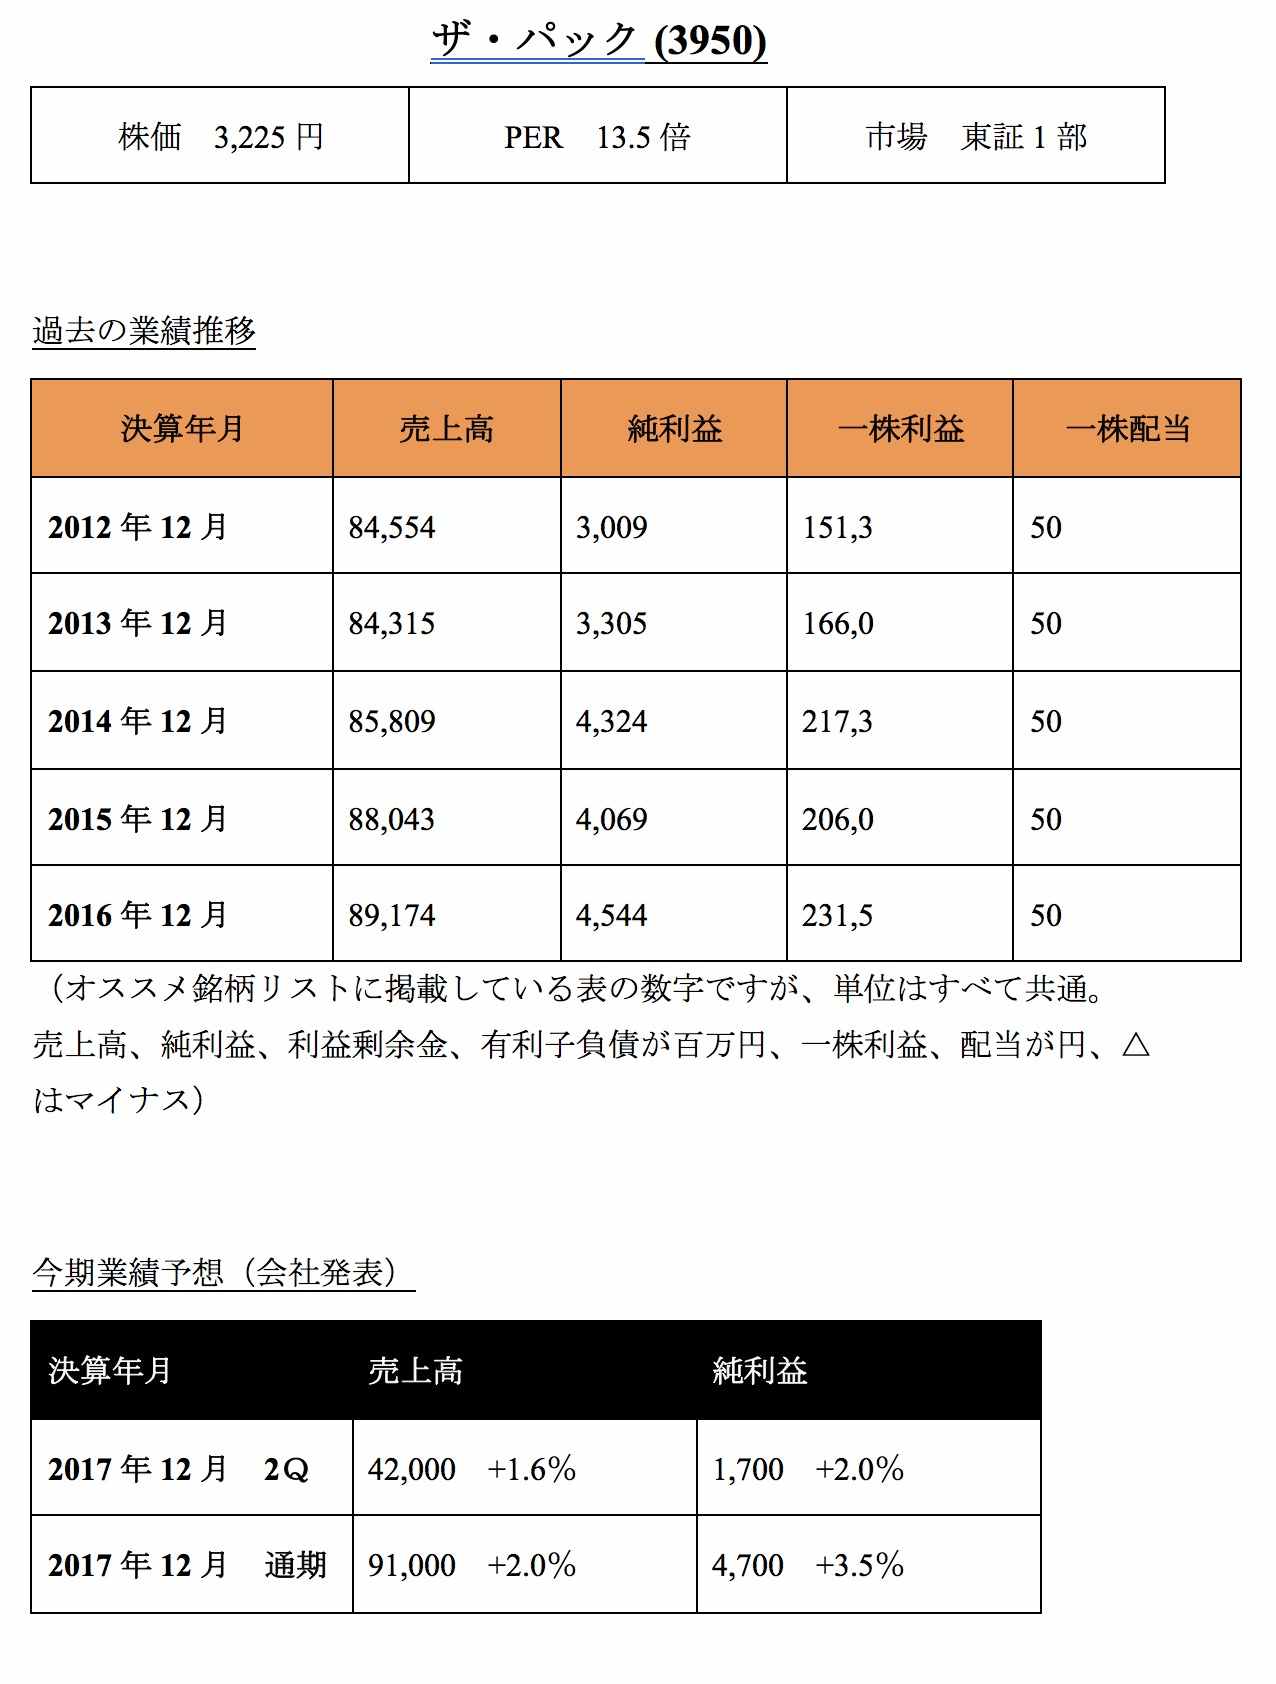 ザ・パック (3950)
株価　3,225 円　PER　13.5 倍　市場　東証 1 部
過去の業績推移
決算年月　売上高　純利益　一株利益　一株配当
2012 年 12 月　84,554　3,009　151,3　50
2013 年 12 月　84,315　3,305　166,0　50
2014 年 12 月　85,809　4,324　217,3　50
2015 年 12 月　88,043　4,069　206,0　50
2016 年 12 月　89,174　4,544　231,5　50
（オススメ銘柄リストに掲載している表の数字ですが、単位はすべて共通。
売上高、純利益、利益剰余金、有利子負債が百万円、一株利益、配当が円、△
はマイナス）
今期業績予想（会社発表）
決算年月　売上高　純利益
2017 年 12 月　2Ｑ　42,000　+1.6％　1,700　+2.0％
2017 年 12 月　通期　91,000　+2.0％　4,700　+3.5％